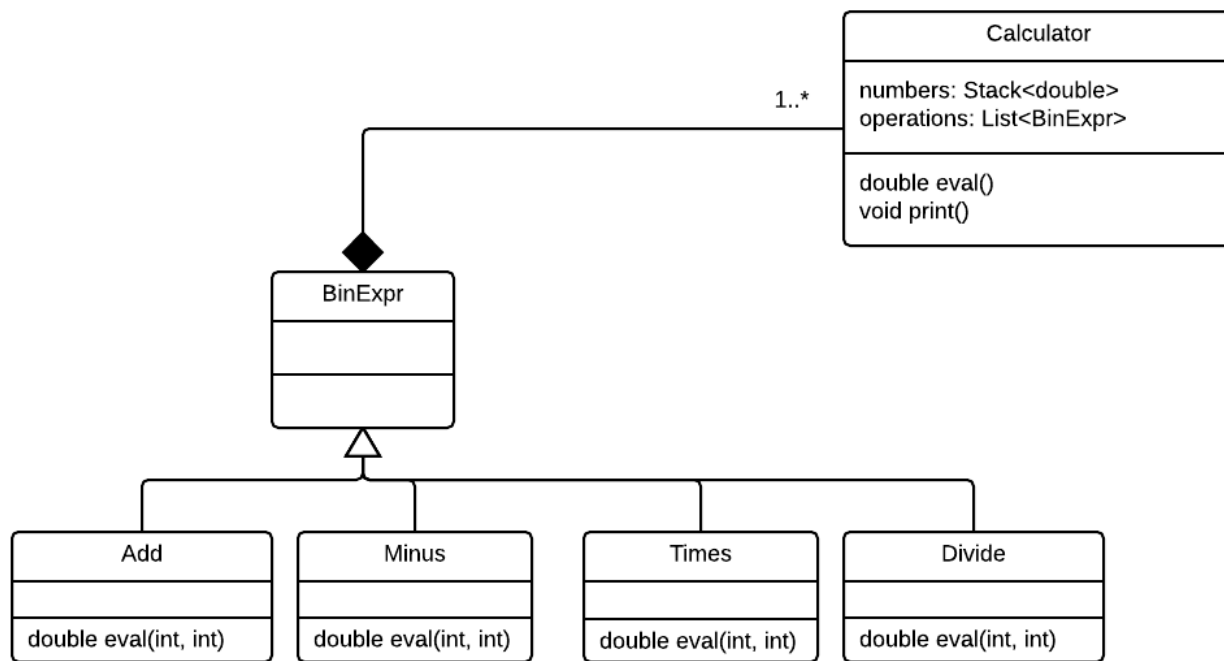 Calculator
numbers: Stack<double>
operations: List<BinExpr>
double eval()
void print()
1..*
BinExpr
Add
double eval(int, int)
Minus
double eval(int, int)
Times
double eval(int, int)
Divide
double eval(int, int)